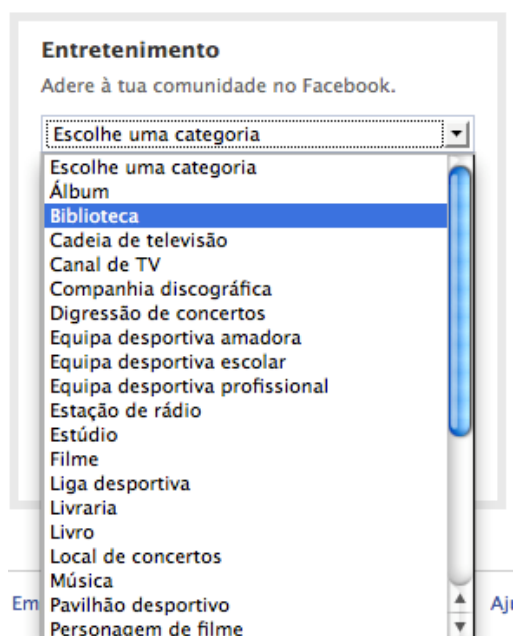 Entretenimento
Adere à tua comunidade no Facebook.
Escolhe uma categoria
Escolhe uma categoria
Álbum
Biblioteca
Cadeia de televisão
Canal de TV
Companhia discográfica
Digressão de concertos
Equipa desportiva amadora
Equipa desportiva escolar
Equipa desportiva profissional
Estação de rádio
Estúdio
Filme
Liga desportiva
Livraria
Livro
Local de concertos
Música
Pavilhão desportivo
Personagem de filme